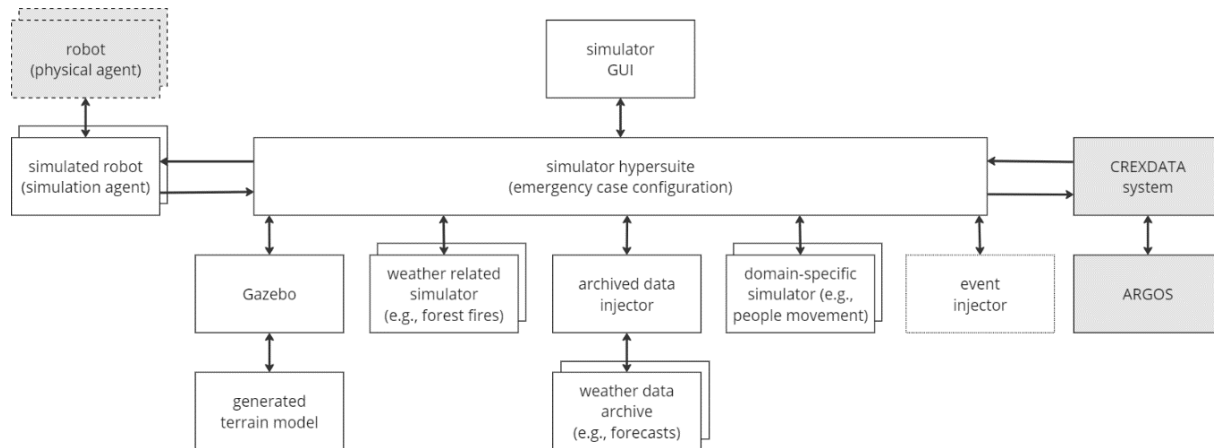 robot
(physical agent)
simulator
GUI
simulated robot
(simulation agent)
simulator hypersuite
(emergency case configuration)
CREXDATA
system
Gazebo
weather related
simulator
(e.g., forest fires)
archived data
injector
domain-specific
simulator (e.g.,
people movement)
event
injector
ARGOS
generated
terrain model
weather data
archive
(e.g., forecasts)